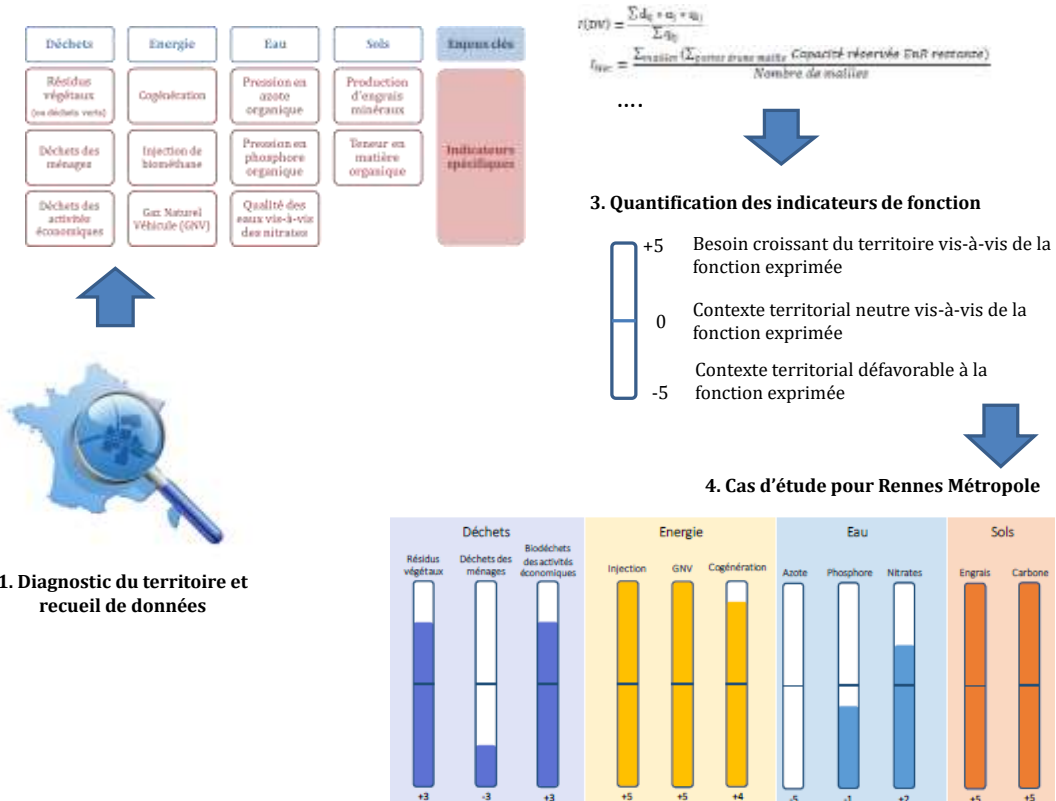 Déchets
Energie
Eau
Sols
Enjeux clés
Résidus
végétaux
(ou déchets verts)
Cogénération
Pression en
azote
organique
Production
d'engrais
minéraux
Indicateurs
spécifiques
Déchets des
ménages
Injection de
biométhane
Pression en
phosphore
organique
Teneur en
matière
organique
Déchets des
activités
économiques
Gaz Naturel
Véhicule (GNV)
Qualité des
eaux vis-à-vis
des nitrates
Capacité réservée EnR restante)
Nombre de mailles
....
3. Quantification des indicateurs de fonction
+5
Besoin croissant du territoire vis-à-vis de la
fonction exprimée
0
Contexte territorial neutre vis-à-vis de la
fonction exprimée
-5
Contexte territorial défavorable à la
fonction exprimée
1. Diagnostic du territoire et
recueil de données
4. Cas d'étude pour Rennes Métropole
Déchets
Energie
Eau
Sols
Résidus
végétaux
Déchets des
ménages
Biodéchets
des activités
économiques
Injection
GNV
Cogénération
Azote
Phosphore
Nitrates
Engrais
Carbone
+3
-3
+3
+5
+5
+4
-5
-1
+2
+5
+5